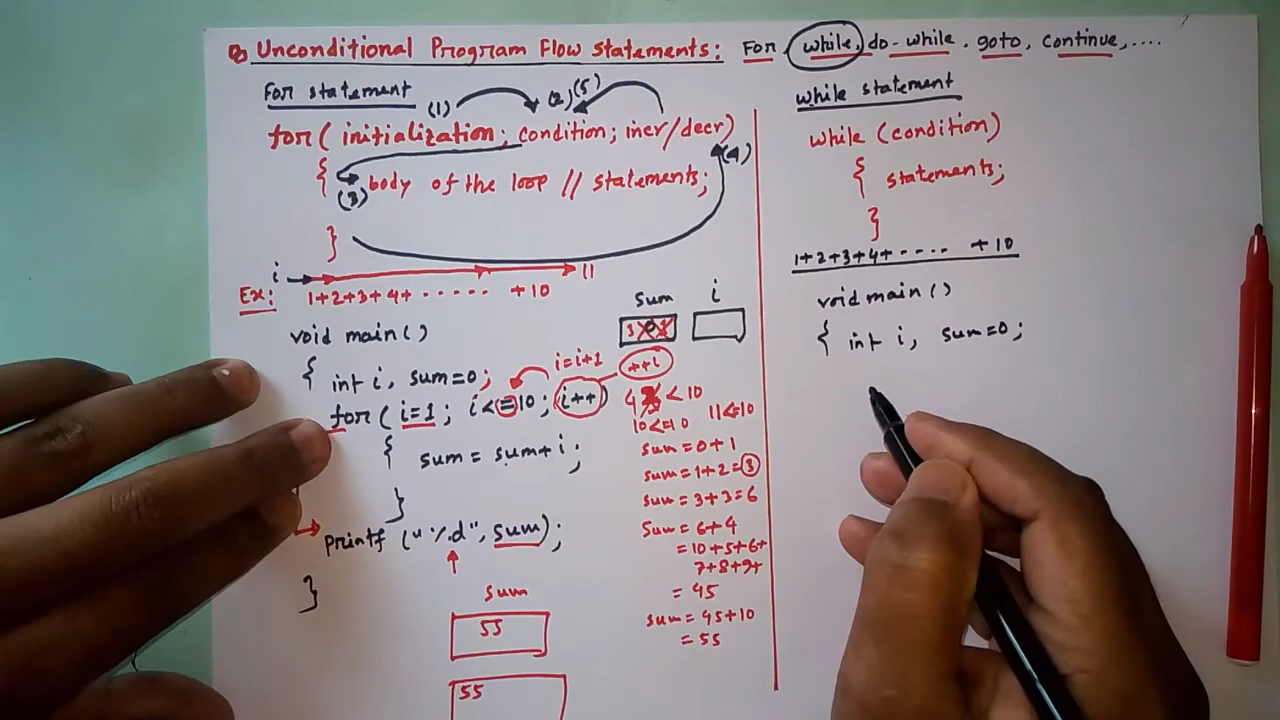 Unconditional Program Flow Statements: For, while, do-while, goto, continue,....
For statement
(1) (2) (5)
for( initialization; condition; incr/decr)
(4)
{ body of the loop // statements;
(3)
}
i 11
Ex: 1+2+3+4+ ...... +10
sum i
void main()
{ int i, sum=0;
i=i+1 ++i
for( i=1; i<=10; i++)
{ sum = sum+i;
}
printf ("%d", sum);
}
sum
55
55
4 < 10
10<=10 11<=10
sum = 0+1
sum = 1+2=3
sum = 3+3=6
sum = 6+4
= 10+5+6+
7+8+9+
= 45
sum = 45+10
= 55
while statement
while (condition)
{ statements;
}
1+2+3+4+ .... +10
void main()
{ int i, sum=0;